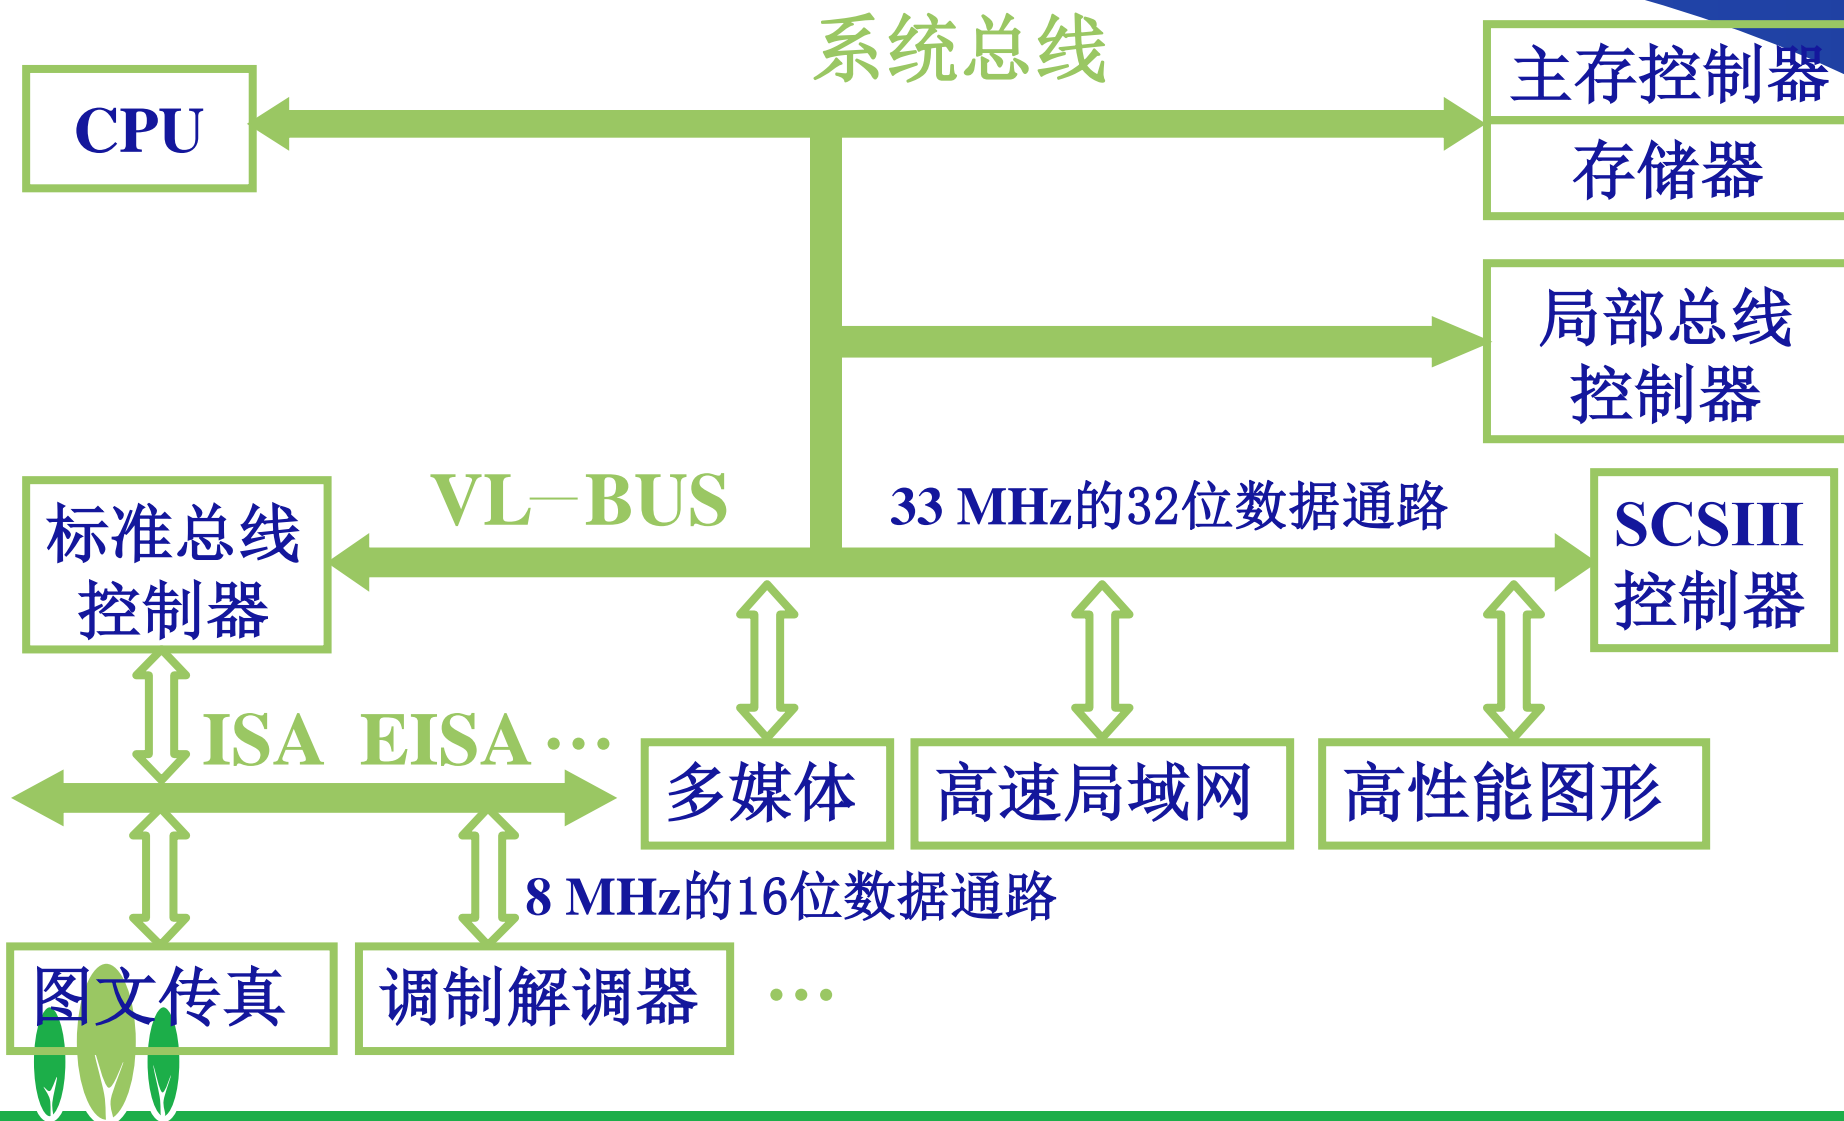 系统总线
CPU
主存控制器
存储器
局部总线
控制器
VL—BUS
33 MHz的32位数据通路
标准总线
控制器
SCSIII
控制器
ISA EISA …
多媒体
高速局域网
高性能图形
8 MHz的16位数据通路
图文传真
调制解调器
…